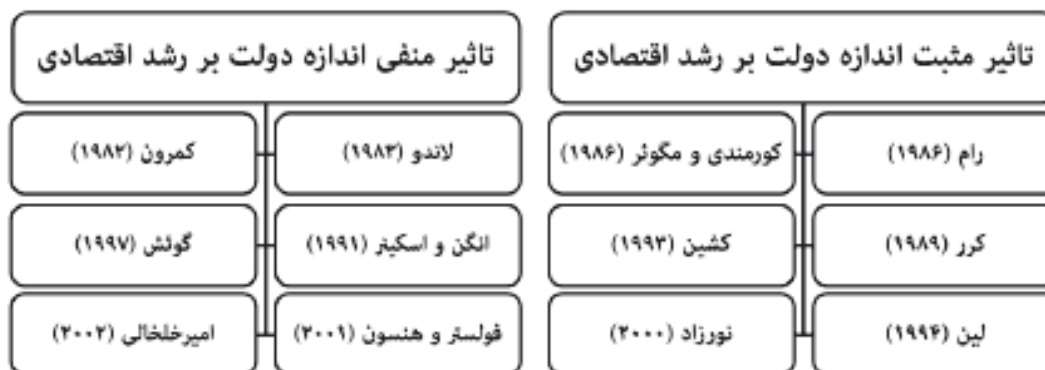 تاثیر مثبت اندازه دولت بر رشد اقتصادی
رام (۱۹۸۶)
کورمندی و مگوئر (۱۹۸۶)
کرر (۱۹۸۹)
کشین (۱۹۹۳)
لین (۱۹۹۴)
نورزاد (۲۰۰۰)
تاثیر منفی اندازه دولت بر رشد اقتصادی
لاندو (۱۹۸۳)
کمرون (۱۹۸۲)
انگن و اسکینر (۱۹۹۱)
گوئش (۱۹۹۷)
فولستر و هنسون (۲۰۰۱)
امیرخلخالی (۲۰۰۲)